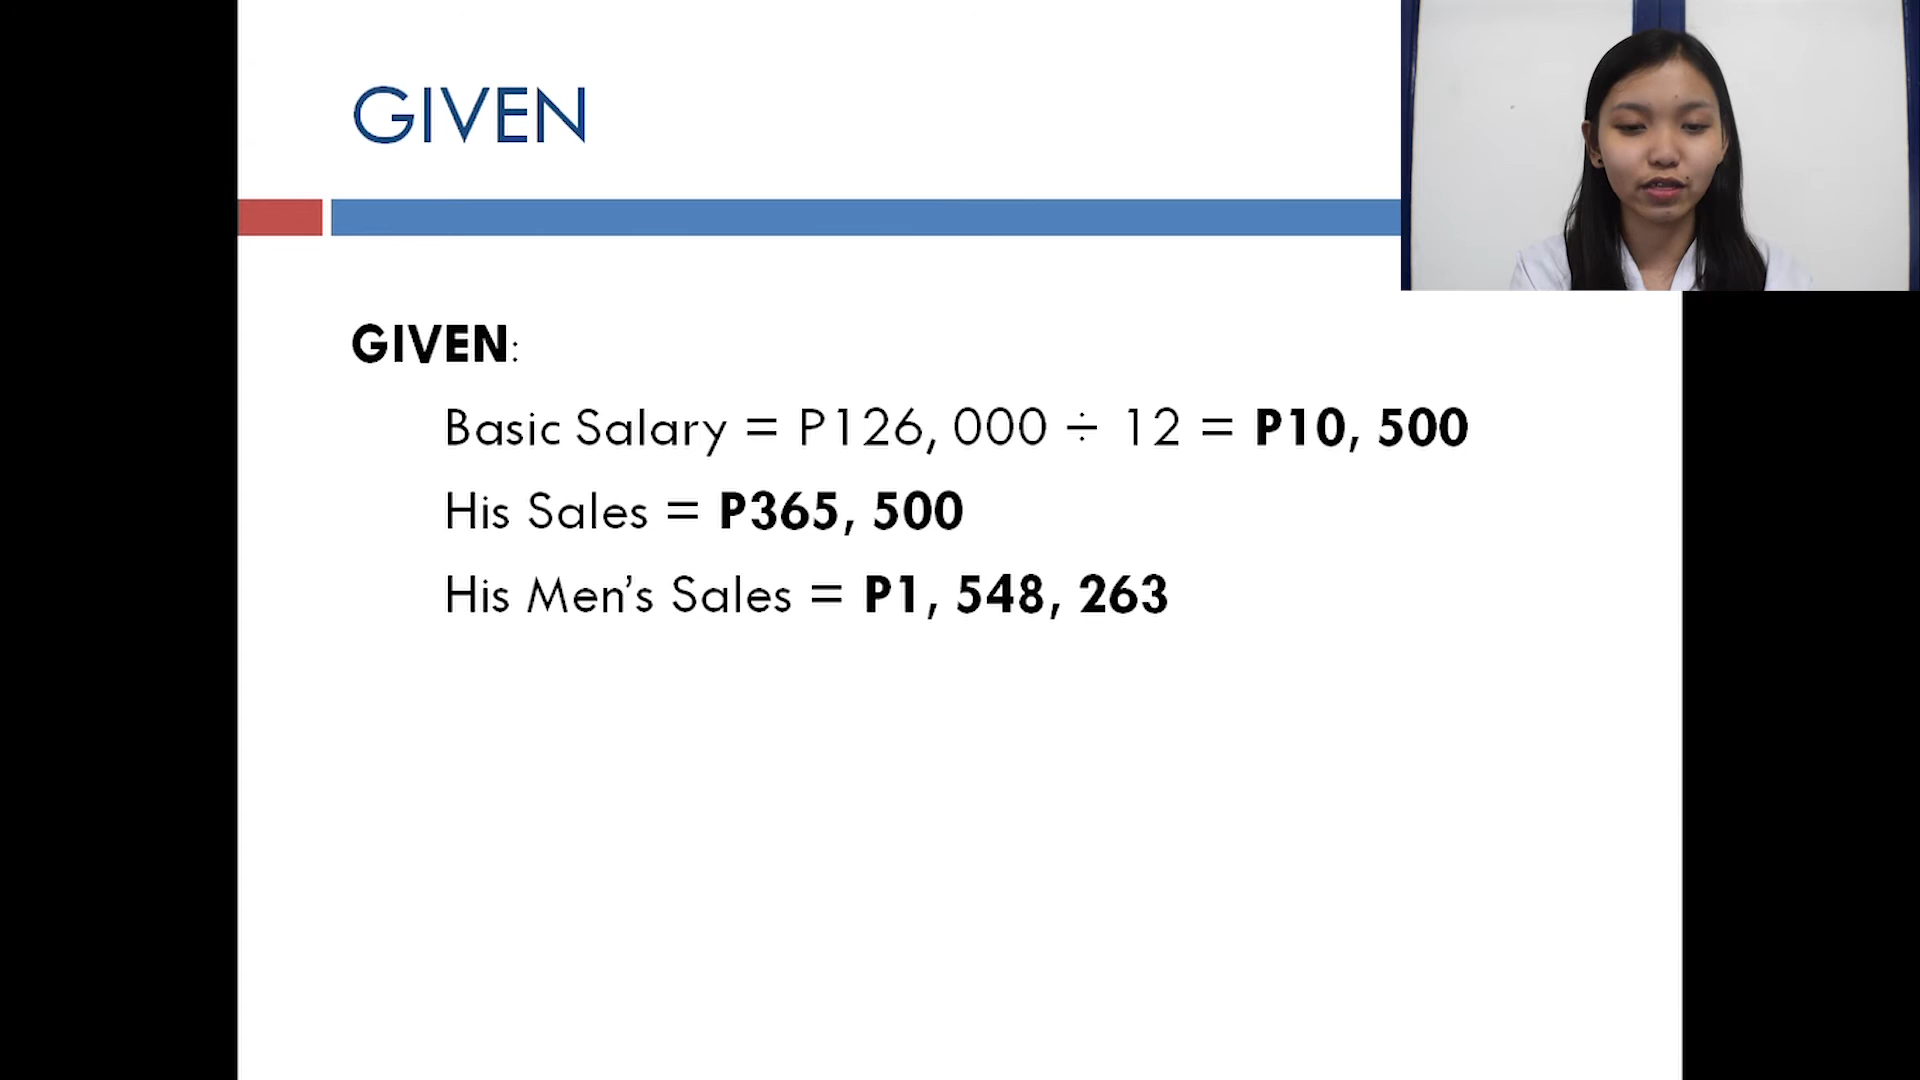 GIVEN
GIVEN:
Basic Salary = P126, 000 ÷ 12 = P10, 500
His Sales = P365, 500
His Men’s Sales = P1, 548, 263